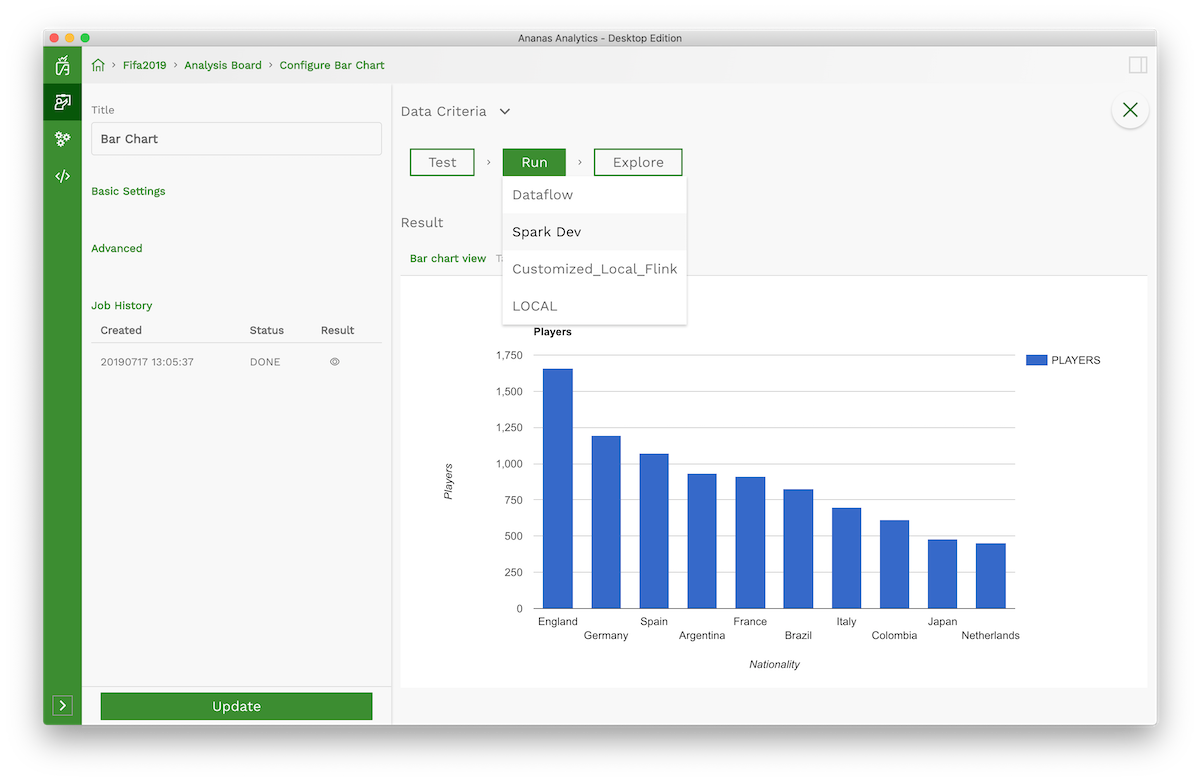 Ananas Analytics - Desktop Edition
Fifa2019 › Analysis Board › Configure Bar Chart
Title
Bar Chart
Basic Settings
Advanced
Job History
Created Status Result
20190717 13:05:37 DONE
Update
Data Criteria
Test › Run › Explore
Dataflow
Spark Dev
Customized_Local_Flink
LOCAL
Result
Bar chart view
Players
PLAYERS
1,750
1,500
1,250
1,000
750
500
250
0
Players
England Germany Spain Argentina France Brazil Italy Colombia Japan Netherlands
Nationality